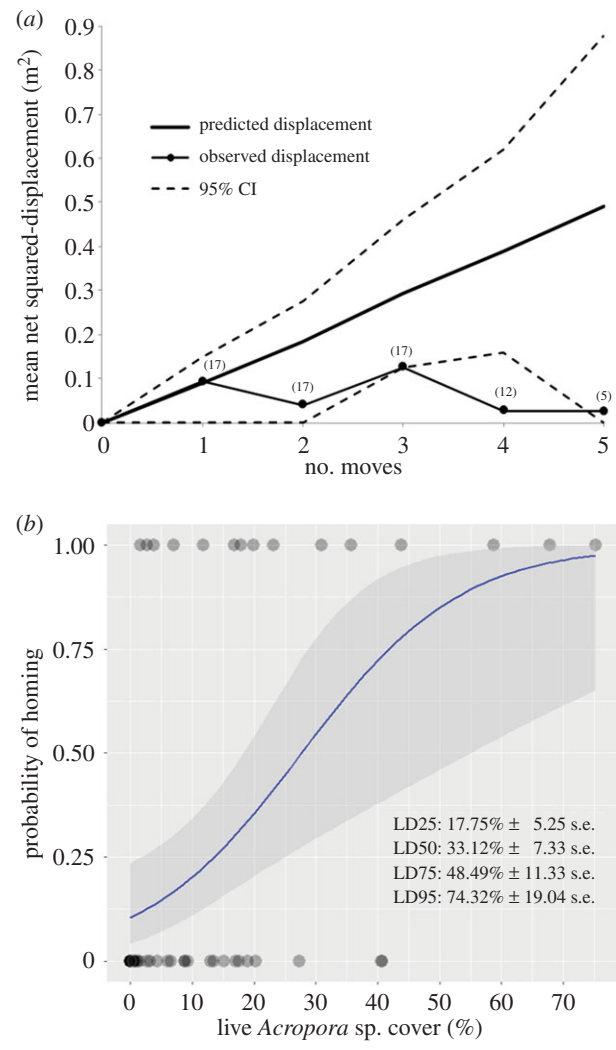 (a)
0.9
0.8
0.7
0.6
0.5
0.4
0.3
0.2
0.1
0
mean net squared-displacement (m²)
predicted displacement
observed displacement
95% CI
(17)
(17)
(17)
(12)
(5)
0 1 2 3 4 5
no. moves
(b)
1.00
0.75
0.50
0.25
0
probability of homing
LD25: 17.75% ± 5.25 s.e.
LD50: 33.12% ± 7.33 s.e.
LD75: 48.49% ± 11.33 s.e.
LD95: 74.32% ± 19.04 s.e.
0 10 20 30 40 50 60 70
live Acropora sp. cover (%)